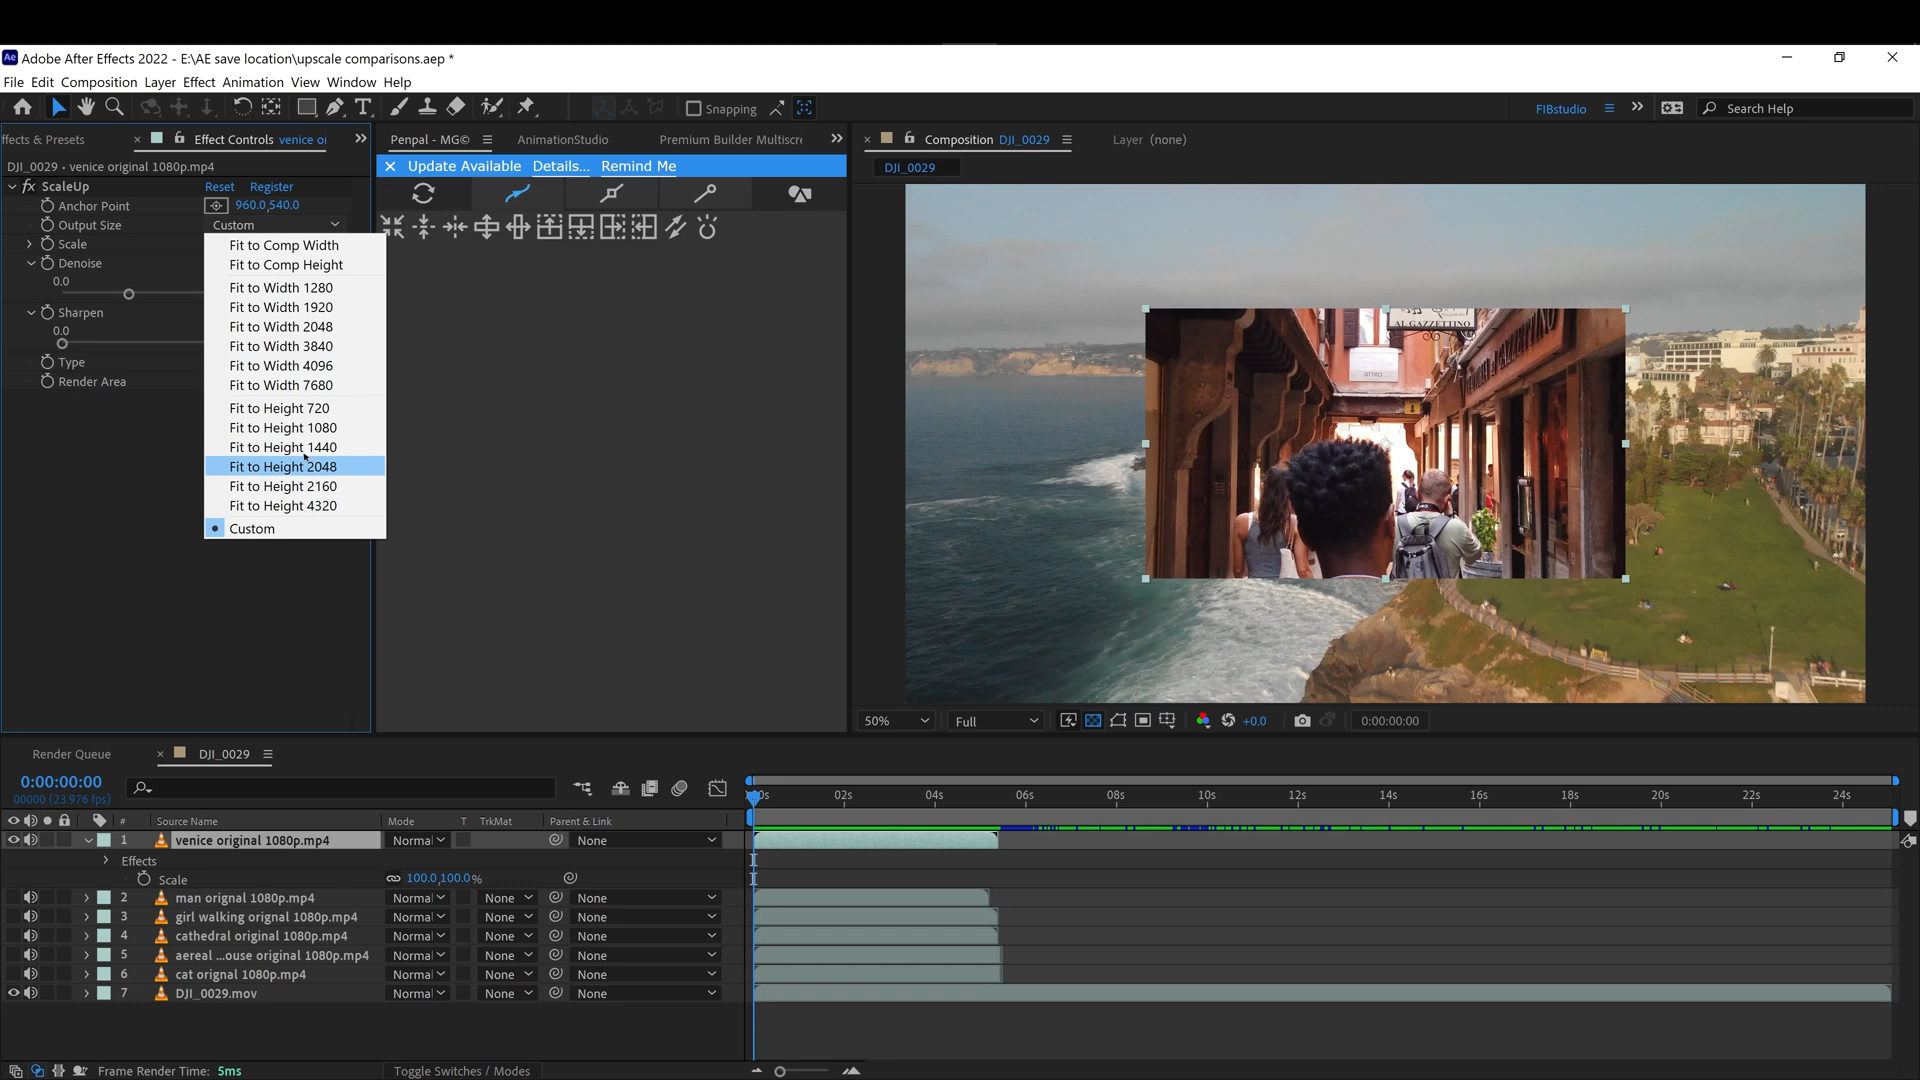 Ae Adobe After Effects 2022 - E:\AE save location\upscale comparisons.aep *
File Edit Composition Layer Effect Animation View Window Help
Snapping
FIBstudio
Search Help
ffects & Presets
Effect Controls venice or
Penpal - MG©
AnimationStudio
Premium Builder Multiscr
Composition DJI_0029
Layer (none)
DJI_0029 • venice original 1080p.mp4
Update Available Details... Remind Me
DJI_0029
fx ScaleUp Reset Register
Anchor Point 960.0,540.0
Output Size Custom
Scale
Denoise
0.0
Sharpen
0.0
Type
Render Area
Fit to Comp Width
Fit to Comp Height
Fit to Width 1280
Fit to Width 1920
Fit to Width 2048
Fit to Width 3840
Fit to Width 4096
Fit to Width 7680
Fit to Height 720
Fit to Height 1080
Fit to Height 1440
Fit to Height 2048
Fit to Height 2160
Fit to Height 4320
Custom
AL GAZZETTINO
50% Full +0.0 0:00:00:00
Render Queue
DJI_0029
0:00:00:00
00000 (23.976 fps)
00s 02s 04s 06s 08s 10s 12s 14s 16s 18s 20s 22s 24s
# Source Name Mode T TrkMat Parent & Link
1 venice original 1080p.mp4 Normal None
Effects
Scale 100.0,100.0%
2 man orignal 1080p.mp4 Normal None None
3 girl walking orignal 1080p.mp4 Normal None None
4 cathedral original 1080p.mp4 Normal None None
5 aereal ...ouse original 1080p.mp4 Normal None None
6 cat orignal 1080p.mp4 Normal None None
7 DJI_0029.mov Normal None None
Frame Render Time: 5ms
Toggle Switches / Modes